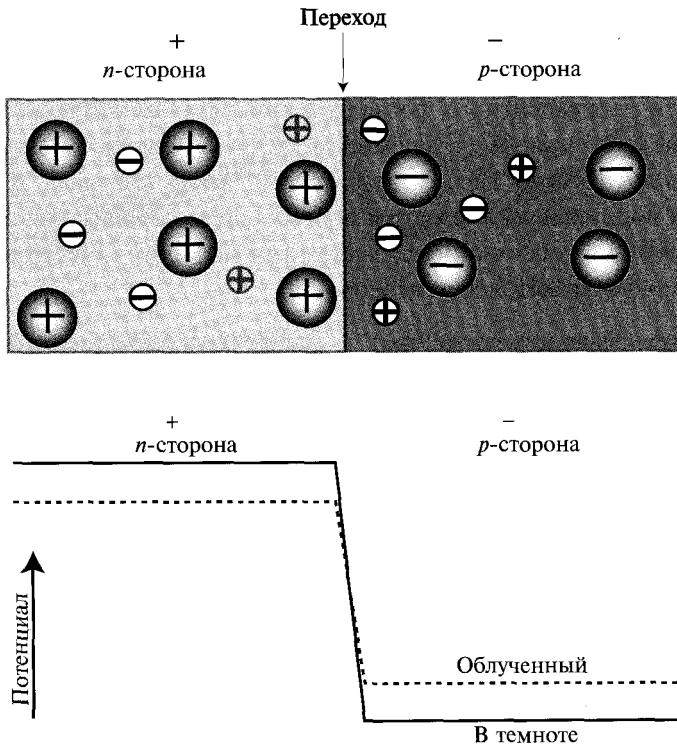 Переход
+ −
n-сторона p-сторона
+ −
n-сторона p-сторона
Потенциал
Облученный
В темноте